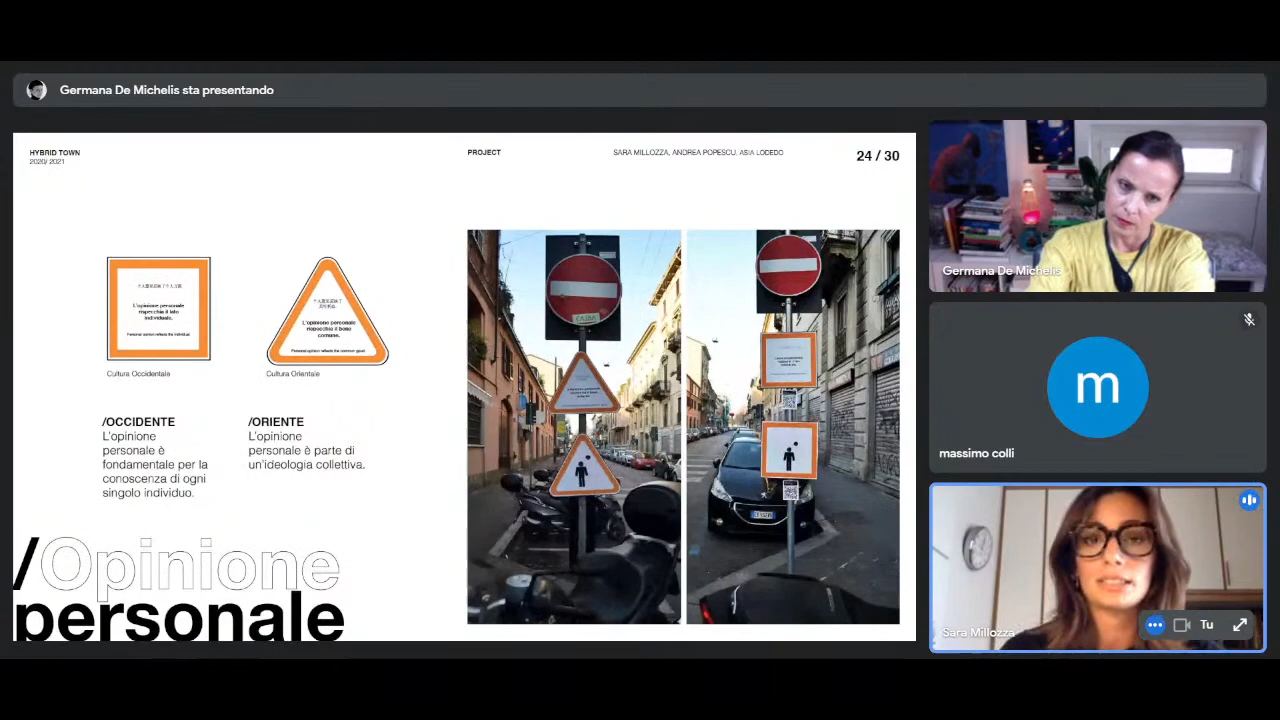 Germana De Michelis sta presentando
HYBRID TOWN
2020/ 2021
PROJECT
SARA MILLOZZA, ANDREA POPESCU, ASIA LODEDO
24 / 30
L'opinione personale
rispecchia il lato
individuale.
Personal opinion reflects the individual.
L'opinione personale
rispecchia il bene
comune.
Personal opinion reflects the common good.
Cultura Occidentale
Cultura Orientale
/OCCIDENTE
L'opinione
personale è
fondamentale per la
conoscenza di ogni
singolo individuo.
/ORIENTE
L'opinione
personale è parte di
un'ideologia collettiva.
/Opinione
personale
Germana De Michelis
massimo colli
m
Sara Millozza
Tu